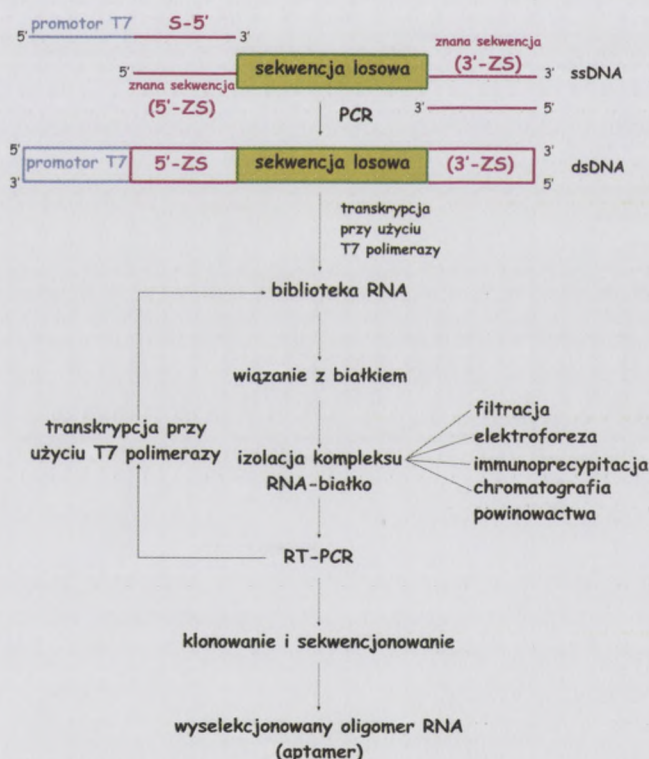 promotor T7 S-5'
5' 3'
znana sekwencja
(3'-ZS)
5' sekwencja losowa 3' ssDNA
znana sekwencja
(5'-ZS)
3' 5'
PCR
5' 3'
promotor T7 5'-ZS sekwencja losowa (3'-ZS) dsDNA
3' 5'
transkrypcja
przy użyciu
T7 polimerazy
biblioteka RNA
wiązanie z białkiem
transkrypcja przy
użyciu T7 polimerazy
izolacja kompleksu
RNA-białko
filtracja
elektroforeza
immunoprecypitacja
chromatografia
powinowactwa
RT-PCR
klonowanie i sekwencjonowanie
wyselekcjonowany oligomer RNA
(aptamer)